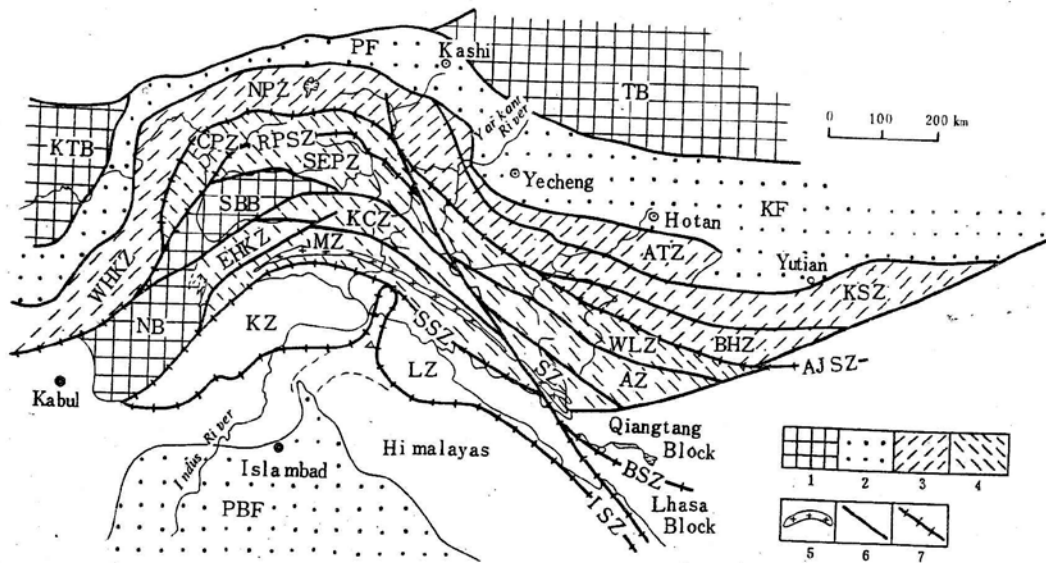 PF
Kashi
TB
NPZ
Yarkant River
0 100 200 km
KTB
CPZ
RPSZ
SEPZ
Yecheng
SBB
KCZ
Hotan
KF
EHKZ
MZ
ATZ
Yutian
WHKZ
KSZ
NB
KZ
SSZ
WLZ
BHZ
AJSZ
LZ
SZ
AZ
Kabul
Indus River
Qiangtang
Block
Himalayas
Islambad
BSZ
PBF
ISZ
Lhasa
Block
1 2 3 4
5 6 7